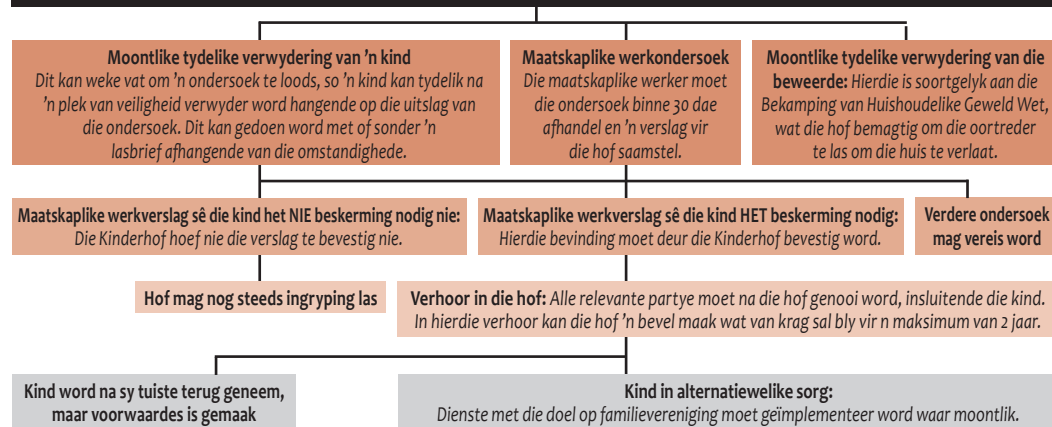 Moontlike tydelike verwydering van 'n kind
Dit kan weke vat om 'n ondersoek te loods, so 'n kind kan tydelik na
'n plek van veiligheid verwyder word hangende op die uitslag van
die ondersoek. Dit kan gedoen word met of sonder 'n
lasbrief afhangende van die omstandighede.
Maatskaplike werkondersoek
Die maatskaplike werker moet
die ondersoek binne 30 dae
afhandel en 'n verslag vir
die hof saamstel.
Moontlike tydelike verwydering van die
beweerde: Hierdie is soortgelyk aan die
Bekamping van Huishoudelike Geweld Wet,
wat die hof bemagtig om die oortreder
te las om die huis te verlaat.
Maatskaplike werkverslag sê die kind het NIE beskerming nodig nie:
Die Kinderhof hoef nie die verslag te bevestig nie.
Maatskaplike werkverslag sê die kind HET beskerming nodig:
Hierdie bevinding moet deur die Kinderhof bevestig word.
Verdere ondersoek
mag vereis word
Hof mag nog steeds ingryping las
Verhoor in die hof: Alle relevante partye moet na die hof genooi word, insluitende die kind.
In hierdie verhoor kan die hof 'n bevel maak wat van krag sal bly vir n maksimum van 2 jaar.
Kind word na sy tuiste terug geneem,
maar voorwaardes is gemaak
Kind in alternatiewelike sorg:
Dienste met die doel op familievereniging moet geïmplementeer word waar moontlik.